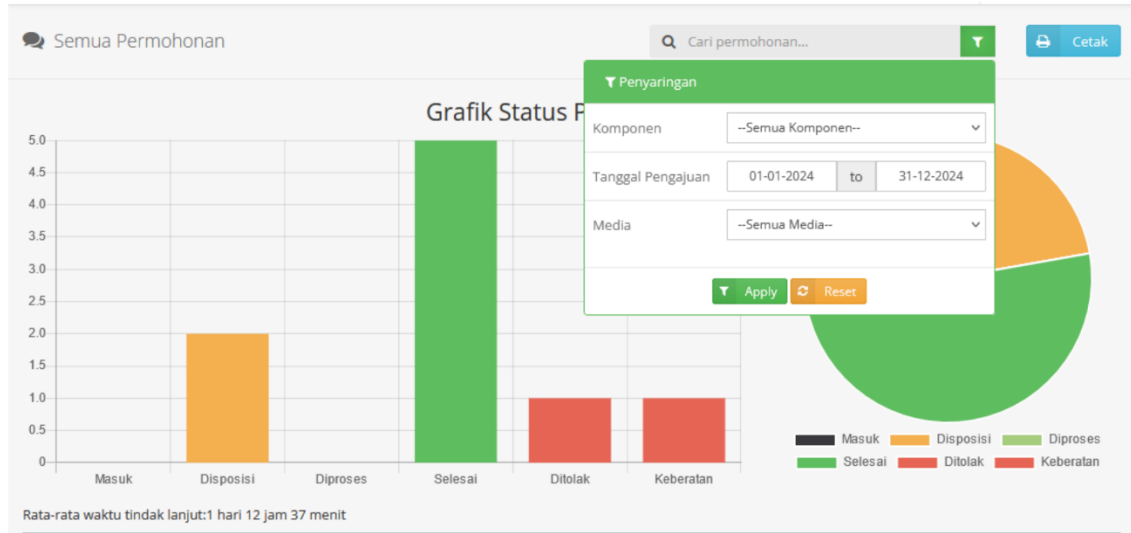 Semua Permohonan
Cari permohonan...
Cetak
Penyaringan
Grafik Status P
Komponen
--Semua Komponen--
Tanggal Pengajuan
01-01-2024 to 31-12-2024
Media
--Semua Media--
Apply
Reset
5.0
4.5
4.0
3.5
3.0
2.5
2.0
1.5
1.0
0.5
0
Masuk Disposisi Diproses Selesai Ditolak Keberatan
Masuk Disposisi Diproses
Selesai Ditolak Keberatan
Rata-rata waktu tindak lanjut:1 hari 12 jam 37 menit